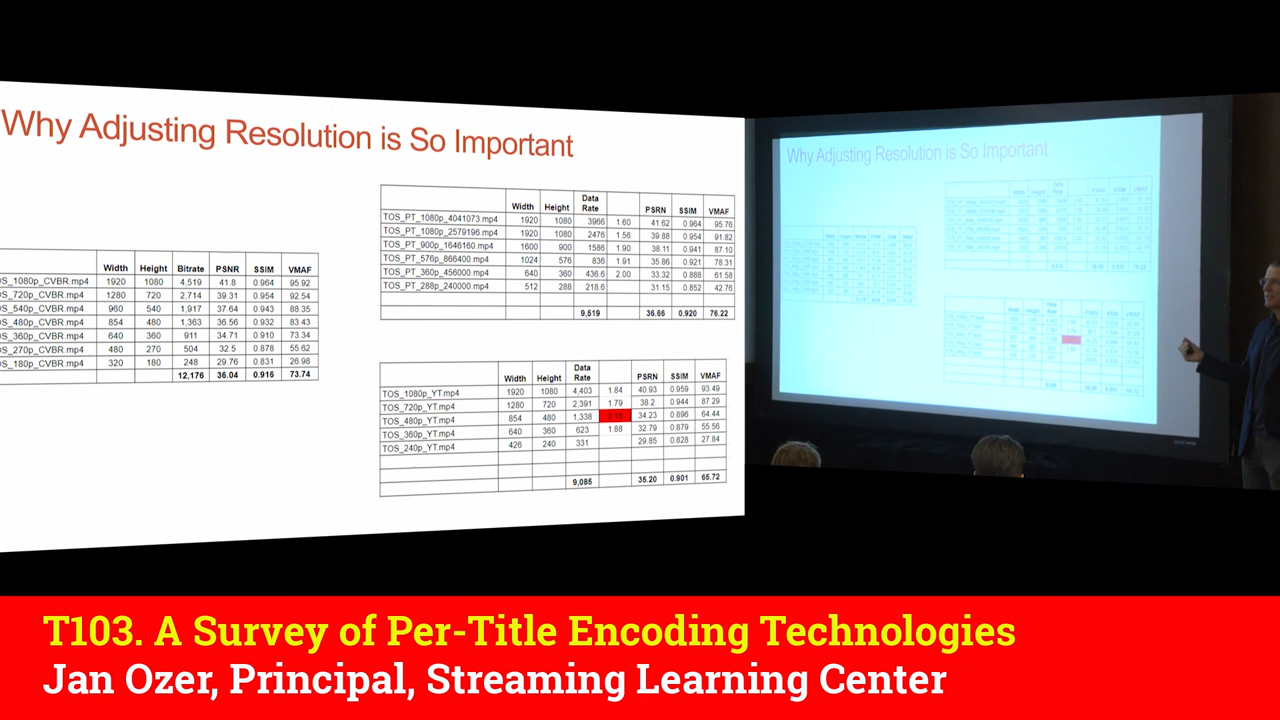 Why Adjusting Resolution is So Important
Width Height Bitrate PSNR SSIM VMAF
OS_1080p_CVBR.mp4 1920 1080 4,519 41.8 0.964 95.92
OS_720p_CVBR.mp4 1280 720 2,714 39.31 0.954 92.54
OS_540p_CVBR.mp4 960 540 1,917 37.64 0.943 88.35
OS_480p_CVBR.mp4 854 480 1,363 36.56 0.932 83.43
OS_360p_CVBR.mp4 640 360 911 34.71 0.910 73.34
OS_270p_CVBR.mp4 480 270 504 32.5 0.878 55.62
OS_180p_CVBR.mp4 320 180 248 29.76 0.831 26.98
12,176 36.04 0.916 73.74
Width Height Data Rate PSRN SSIM VMAF
TOS_PT_1080p_4041073.mp4 1920 1080 3966 1.60 41.62 0.964 95.76
TOS_PT_1080p_2579196.mp4 1920 1080 2476 1.56 39.88 0.954 91.82
TOS_PT_900p_1646160.mp4 1600 900 1586 1.90 38.11 0.941 87.10
TOS_PT_576p_866400.mp4 1024 576 836 1.91 35.86 0.921 78.31
TOS_PT_360p_456000.mp4 640 360 436.6 2.00 33.32 0.888 61.58
TOS_PT_288p_240000.mp4 512 288 218.6 31.15 0.852 42.76
9,519 36.66 0.920 76.22
Width Height Data Rate PSRN SSIM VMAF
TOS_1080p_YT.mp4 1920 1080 4,403 1.84 40.93 0.959 93.49
TOS_720p_YT.mp4 1280 720 2,391 1.79 38.2 0.944 87.29
TOS_480p_YT.mp4 854 480 1,338 34.23 0.896 64.44
TOS_360p_YT.mp4 640 360 623 1.88 32.79 0.879 55.56
TOS_240p_YT.mp4 426 240 331 29.85 0.828 27.84
9,085 35.20 0.901 65.72
Why Adjusting Resolution is So Important
T103. A Survey of Per-Title Encoding Technologies
Jan Ozer, Principal, Streaming Learning Center